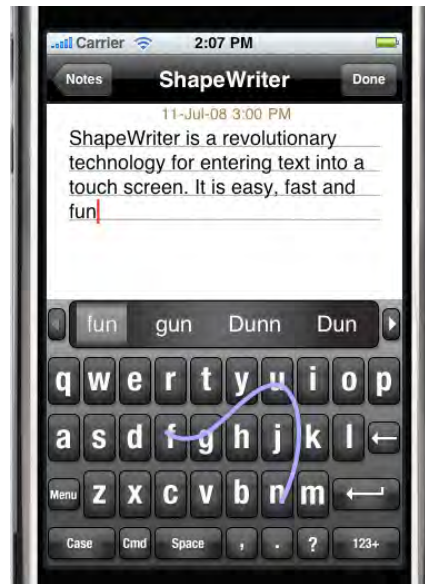 Carrier 2:07 PM
Notes ShapeWriter Done
11-Jul-08 3:00 PM
ShapeWriter is a revolutionary
technology for entering text into a
touch screen. It is easy, fast and
fun
fun gun Dunn Dun
q w e r t y u i o p
a s d f g h j k l
Menu z x c v b n m
Case Cmd Space , . ? 123+